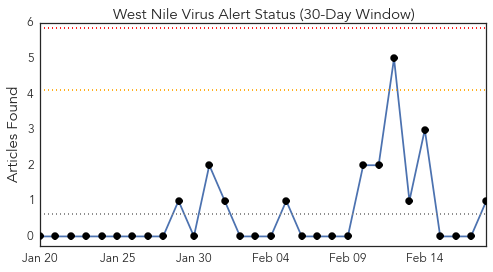 West Nile Virus Alert Status (30-Day Window)
Articles Found
6
5
4
3
2
1
0
Jan 20 Jan 25 Jan 30 Feb 04 Feb 09 Feb 14